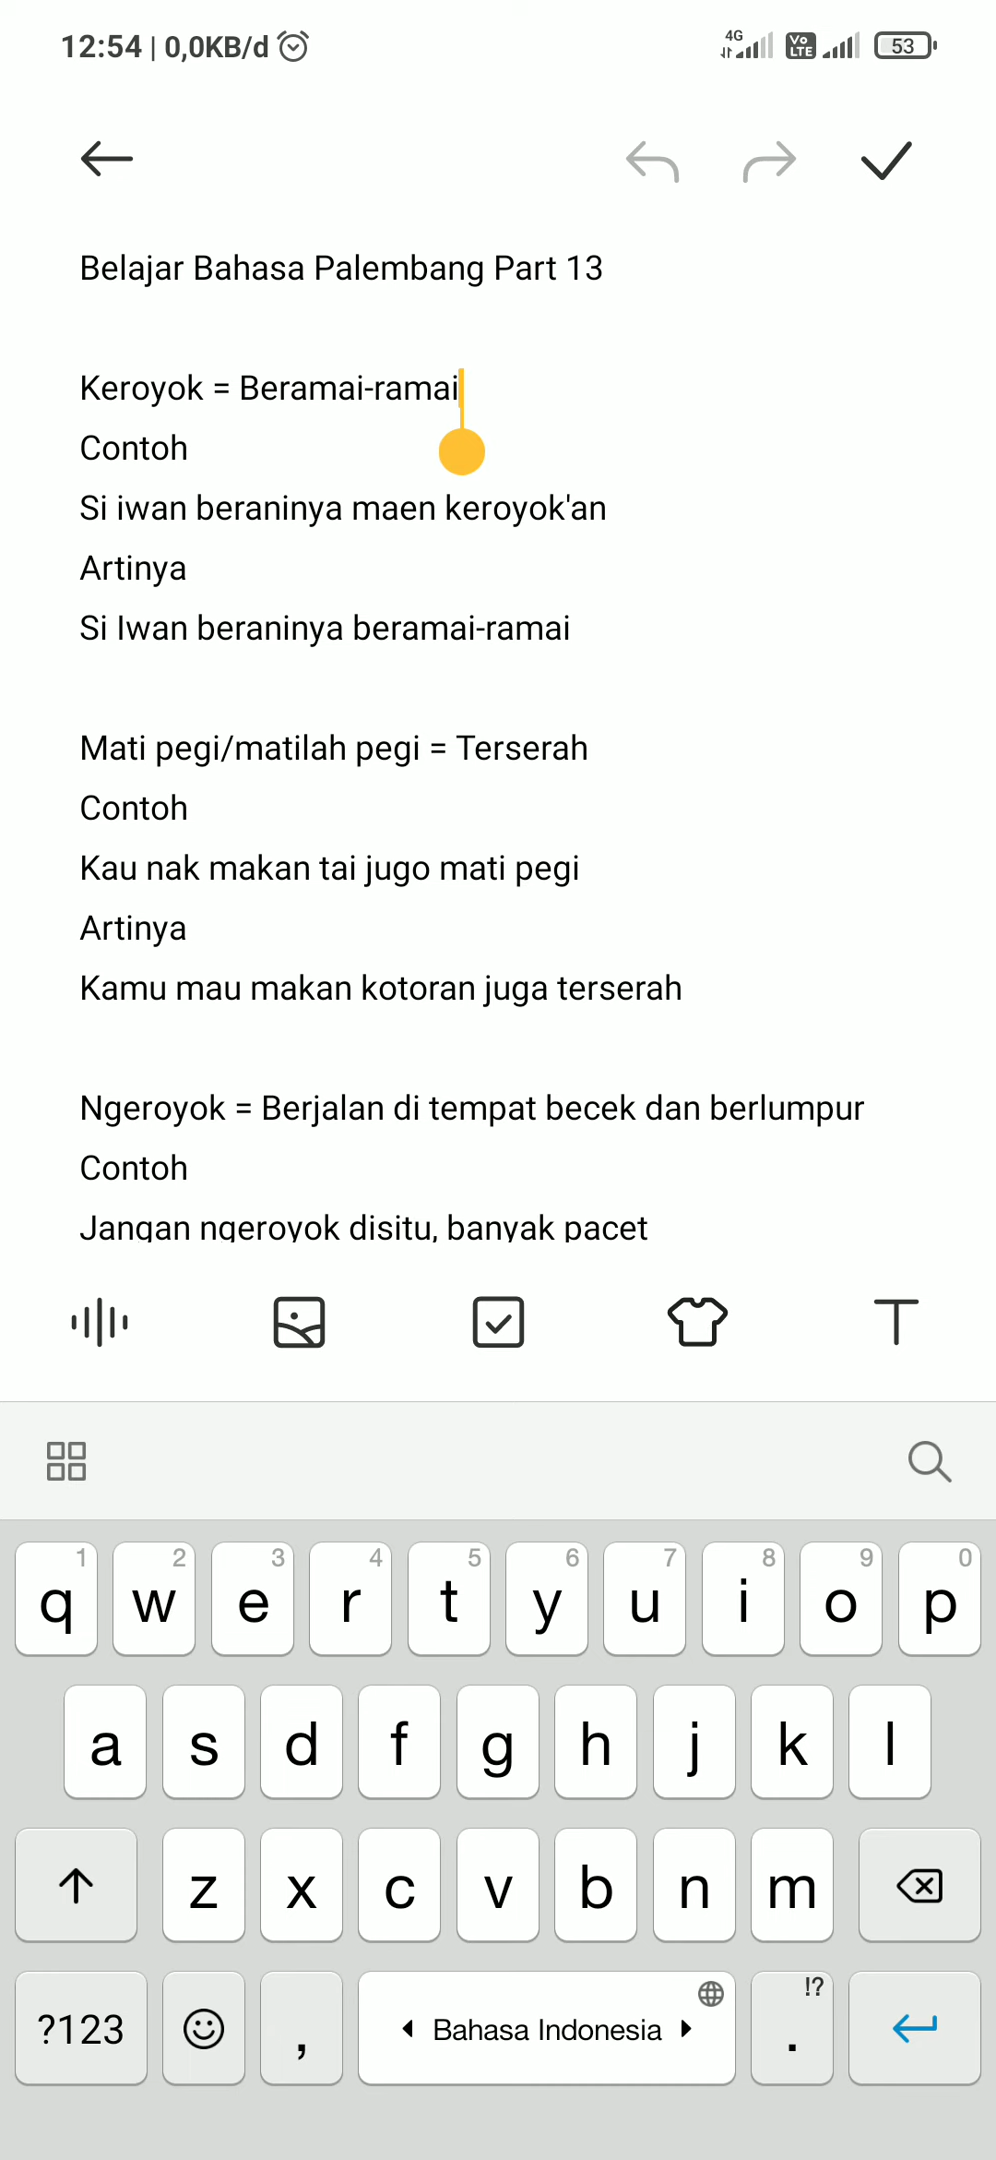 12:54 | 0,0KB/d 4G Vo LTE 53
Belajar Bahasa Palembang Part 13
Keroyok = Beramai-ramai
Contoh
Si iwan beraninya maen keroyok'an
Artinya
Si Iwan beraninya beramai-ramai
Mati pegi/matilah pegi = Terserah
Contoh
Kau nak makan tai jugo mati pegi
Artinya
Kamu mau makan kotoran juga terserah
Ngeroyok = Berjalan di tempat becek dan berlumpur
Contoh
Jangan ngeroyok disitu, banyak pacet
T
1 2 3 4 5 6 7 8 9 0
q w e r t y u i o p
a s d f g h j k l
z x c v b n m
!?
?123 , Bahasa Indonesia .